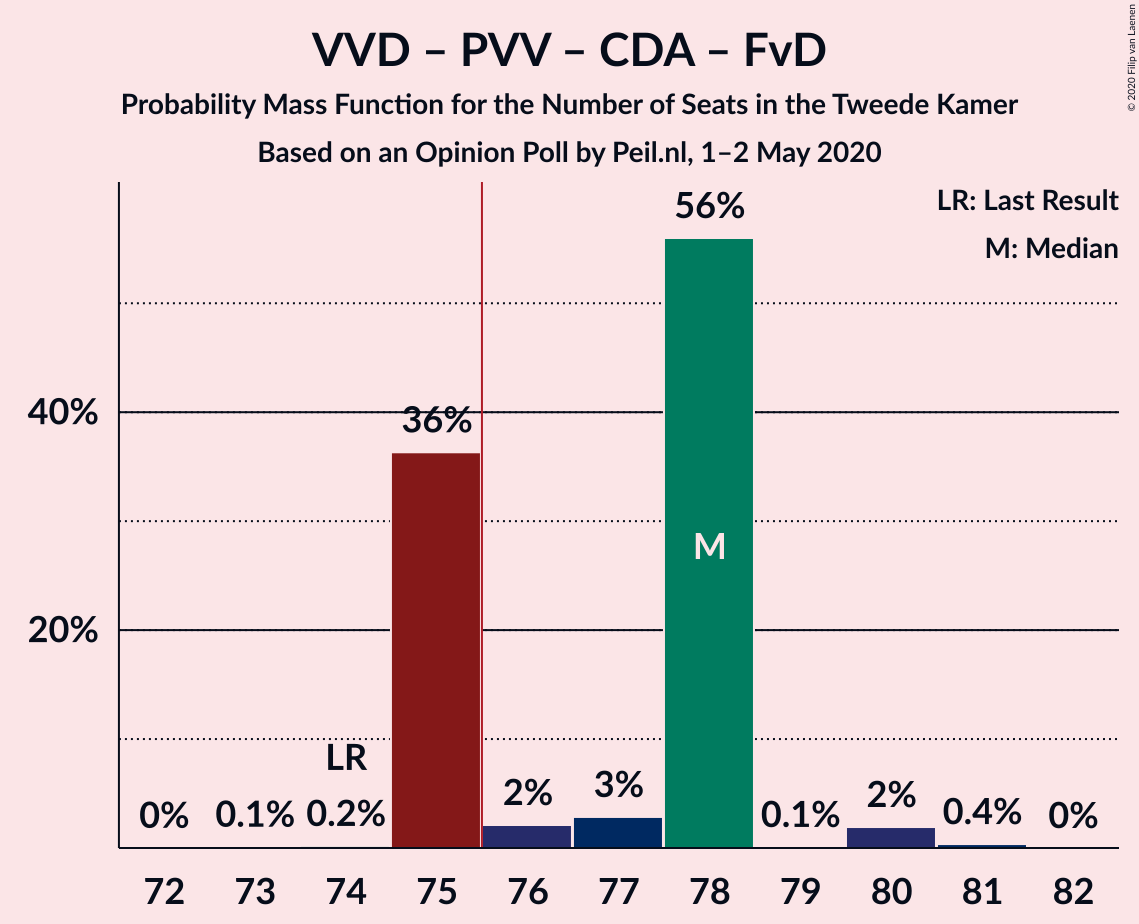 VVD – PVV – CDA – FvD
Probability Mass Function for the Number of Seats in the Tweede Kamer
Based on an Opinion Poll by Peil.nl, 1–2 May 2020
© 2020 Filip van Laenen
LR: Last Result
M: Median
56%
40%
36%
M
20%
LR
0% 0.1% 0.2% 2% 3% 0.1% 2% 0.4% 0%
72 73 74 75 76 77 78 79 80 81 82